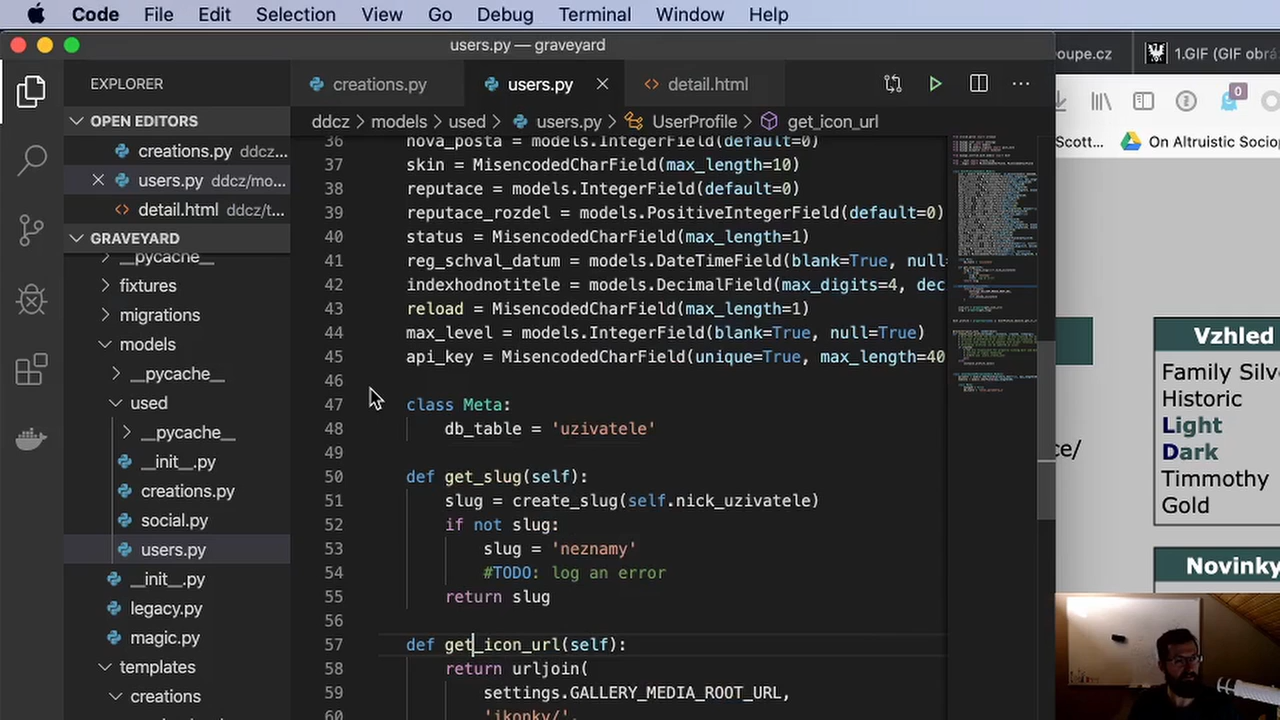 Code File Edit Selection View Go Debug Terminal Window Help
users.py — graveyard
oupe.cz
1.GIF (GIF obrá
EXPLORER
creations.py
users.py
detail.html
0
OPEN EDITORS
ddcz > models > used > users.py > UserProfile > get_icon_url
Scott...
On Altruistic Sociop
creations.py ddcz...
users.py ddcz/mo...
detail.html ddcz/t...
GRAVEYARD
__pycache__
fixtures
migrations
models
__pycache__
used
__pycache__
__init__.py
creations.py
social.py
users.py
__init__.py
legacy.py
magic.py
templates
creations
36 nova_posta = models.IntegerField(default=0)
37 skin = MisencodedCharField(max_length=10)
38 reputace = models.IntegerField(default=0)
39 reputace_rozdel = models.PositiveIntegerField(default=0)
40 status = MisencodedCharField(max_length=1)
41 reg_schval_datum = models.DateTimeField(blank=True, null=
42 indexhodnotitele = models.DecimalField(max_digits=4, dec
43 reload = MisencodedCharField(max_length=1)
44 max_level = models.IntegerField(blank=True, null=True)
45 api_key = MisencodedCharField(unique=True, max_length=40
46
47 class Meta:
48 db_table = 'uzivatele'
49
50 def get_slug(self):
51 slug = create_slug(self.nick_uzivatele)
52 if not slug:
53 slug = 'neznamy'
54 #TODO: log an error
55 return slug
56
57 def get_icon_url(self):
58 return urljoin(
59 settings.GALLERY_MEDIA_ROOT_URL,
60 'ikonky/',
ce/
Vzhled
Family Silve
Historic
Light
Dark
Timmothy
Gold
Novinky